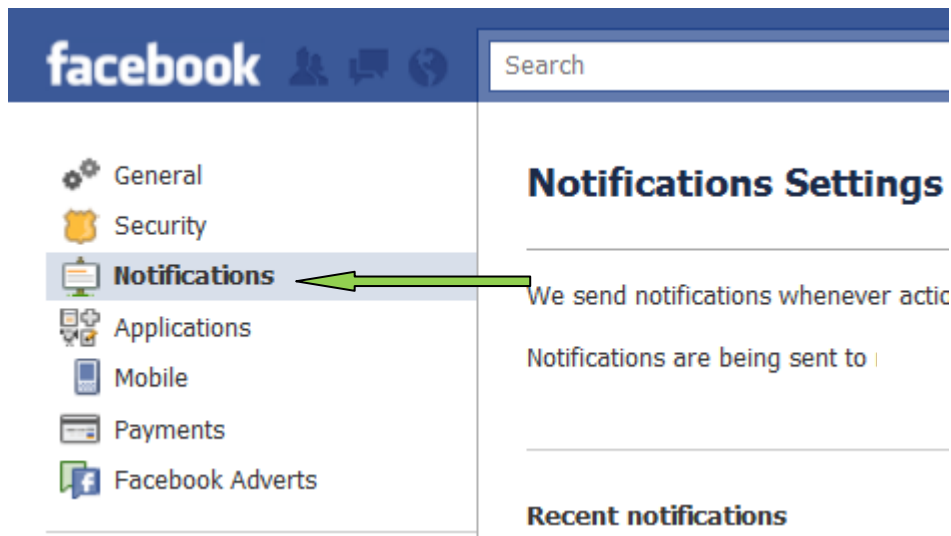 facebook
Search
General
Security
Notifications
Applications
Mobile
Payments
Facebook Adverts
Notifications Settings
We send notifications whenever
Notifications are being sent to
Recent notifications